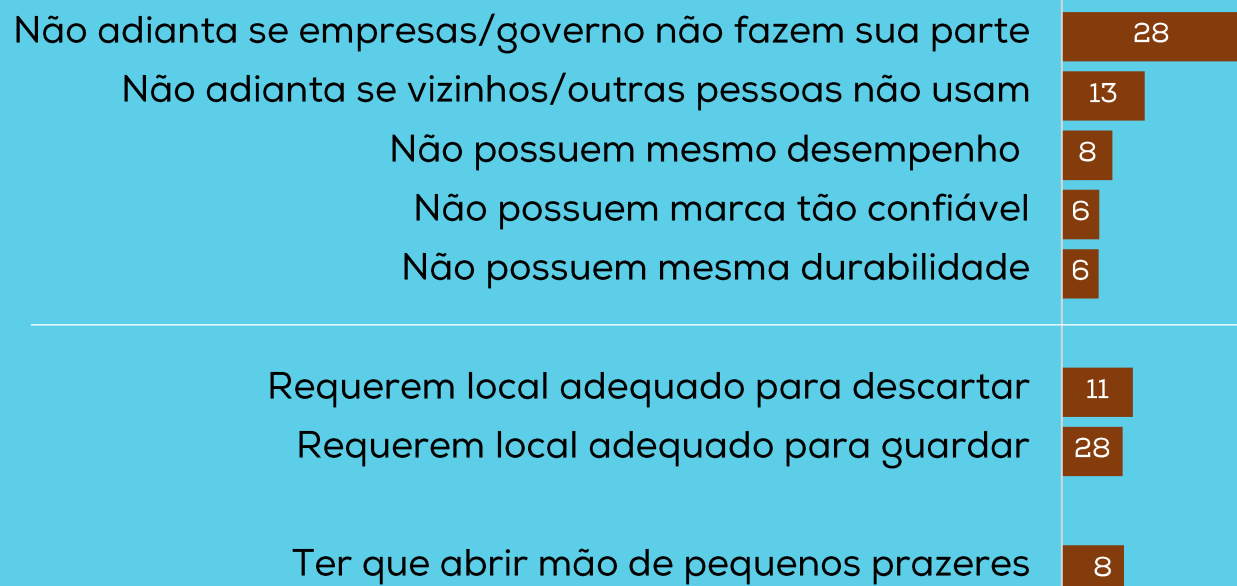 Não adianta se empresas/governo não fazem sua parte 28
Não adianta se vizinhos/outras pessoas não usam 13
Não possuem mesmo desempenho 8
Não possuem marca tão confiável 6
Não possuem mesma durabilidade 6
Requerem local adequado para descartar 11
Requerem local adequado para guardar 28
Ter que abrir mão de pequenos prazeres 8